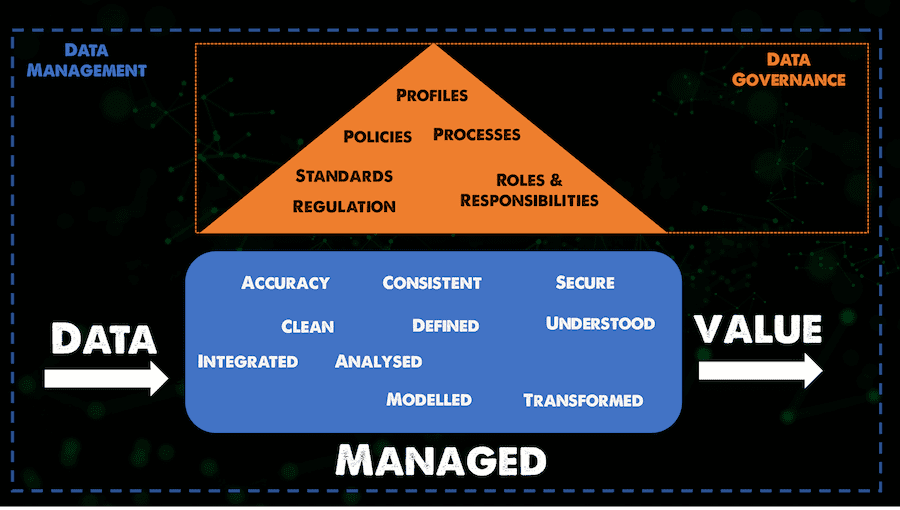 DATA
MANAGEMENT
DATA
GOVERNANCE
PROFILES
POLICIES
PROCESSES
STANDARDS
REGULATION
ROLES &
RESPONSIBILITIES
ACCURACY
CONSISTENT
SECURE
CLEAN
DEFINED
UNDERSTOOD
INTEGRATED
ANALYSED
MODELLED
TRANSFORMED
DATA
VALUE
MANAGED